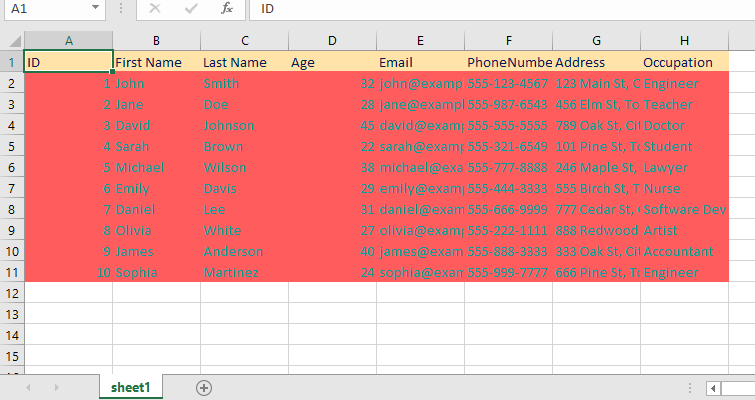 A1 fx ID
A B C D E F G H
1 ID First Name Last Name Age Email PhoneNumbe Address Occupation
2 1 John Smith 32 john@examp 555-123-4567 123 Main St, C Engineer
3 2 Jane Doe 28 jane@exampl 555-987-6543 456 Elm St, To Teacher
4 3 David Johnson 45 david@examp 555-555-5555 789 Oak St, Cit Doctor
5 4 Sarah Brown 22 sarah@exam 555-321-6549 101 Pine St, To Student
6 5 Michael Wilson 38 michael@exa 555-777-8888 246 Maple St, Lawyer
7 6 Emily Davis 29 emily@examp 555-444-3333 555 Birch St, T Nurse
8 7 Daniel Lee 31 daniel@exam 555-666-9999 777 Cedar St, Software Dev
9 8 Olivia White 27 olivia@exam 555-222-1111 888 Redwood Artist
10 9 James Anderson 40 james@exam 555-888-3333 333 Oak St, Cit Accountant
11 10 Sophia Martinez 24 sophia@exam 555-999-7777 666 Pine St, To Engineer
12
13
14
15
sheet1